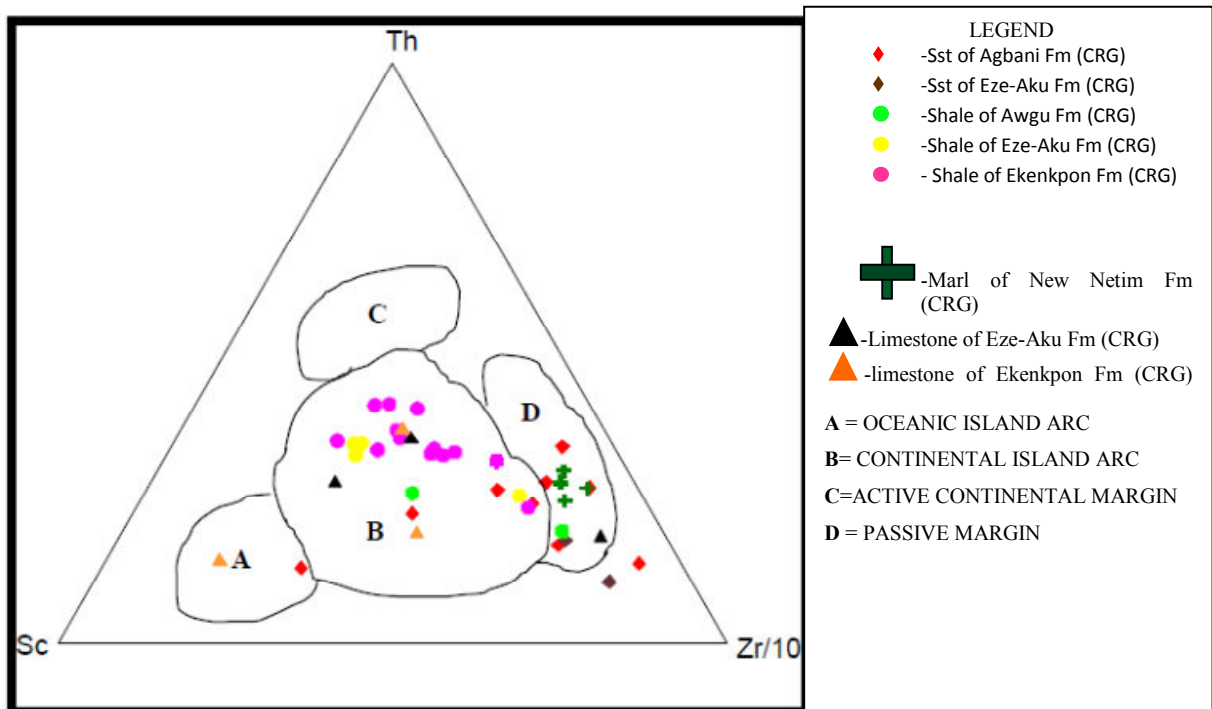 Th
C
D
B
A
Sc
Zr/10
LEGEND
-Sst of Agbani Fm (CRG)
-Sst of Eze-Aku Fm (CRG)
-Shale of Awgu Fm (CRG)
-Shale of Eze-Aku Fm (CRG)
- Shale of Ekenkpon Fm (CRG)
-Marl of New Netim Fm
(CRG)
-Limestone of Eze-Aku Fm (CRG)
-limestone of Ekenkpon Fm (CRG)
A = OCEANIC ISLAND ARC
B= CONTINENTAL ISLAND ARC
C=ACTIVE CONTINENTAL MARGIN
D = PASSIVE MARGIN